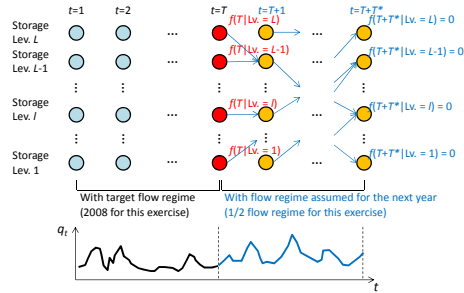 t=1 t=2 t=T t=T+1 t=T+T*
Storage Lev. L ... f(T|Lv. = L) ... f(T+T*|Lv. = L) = 0
Storage Lev. L-1 ... f(T|Lv. = L-1) ... f(T+T*|Lv. = L-1) = 0
Storage Lev. l ... f(T|Lv. = l) ... f(T+T*|Lv. = l) = 0
Storage Lev. 1 ... f(T|Lv. = 1) ... f(T+T*|Lv. = 1) = 0
With target flow regime
(2008 for this exercise)
With flow regime assumed for the next year
(1/2 flow regime for this exercise)
qt
t